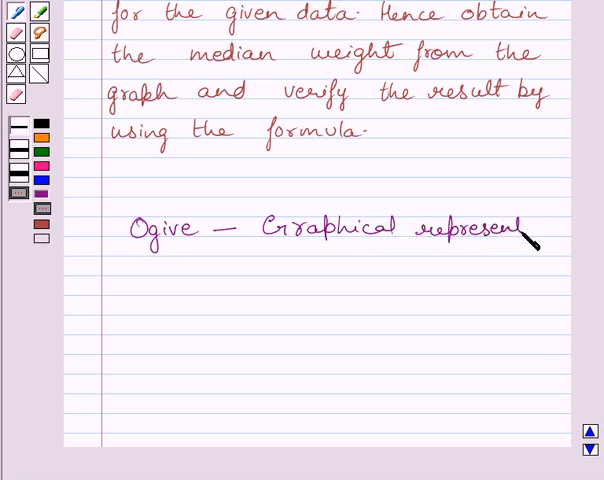 for the given data. Hence obtain
the median weight from the
graph and verify the result by
using the formula.
Ogive — Graphical represent